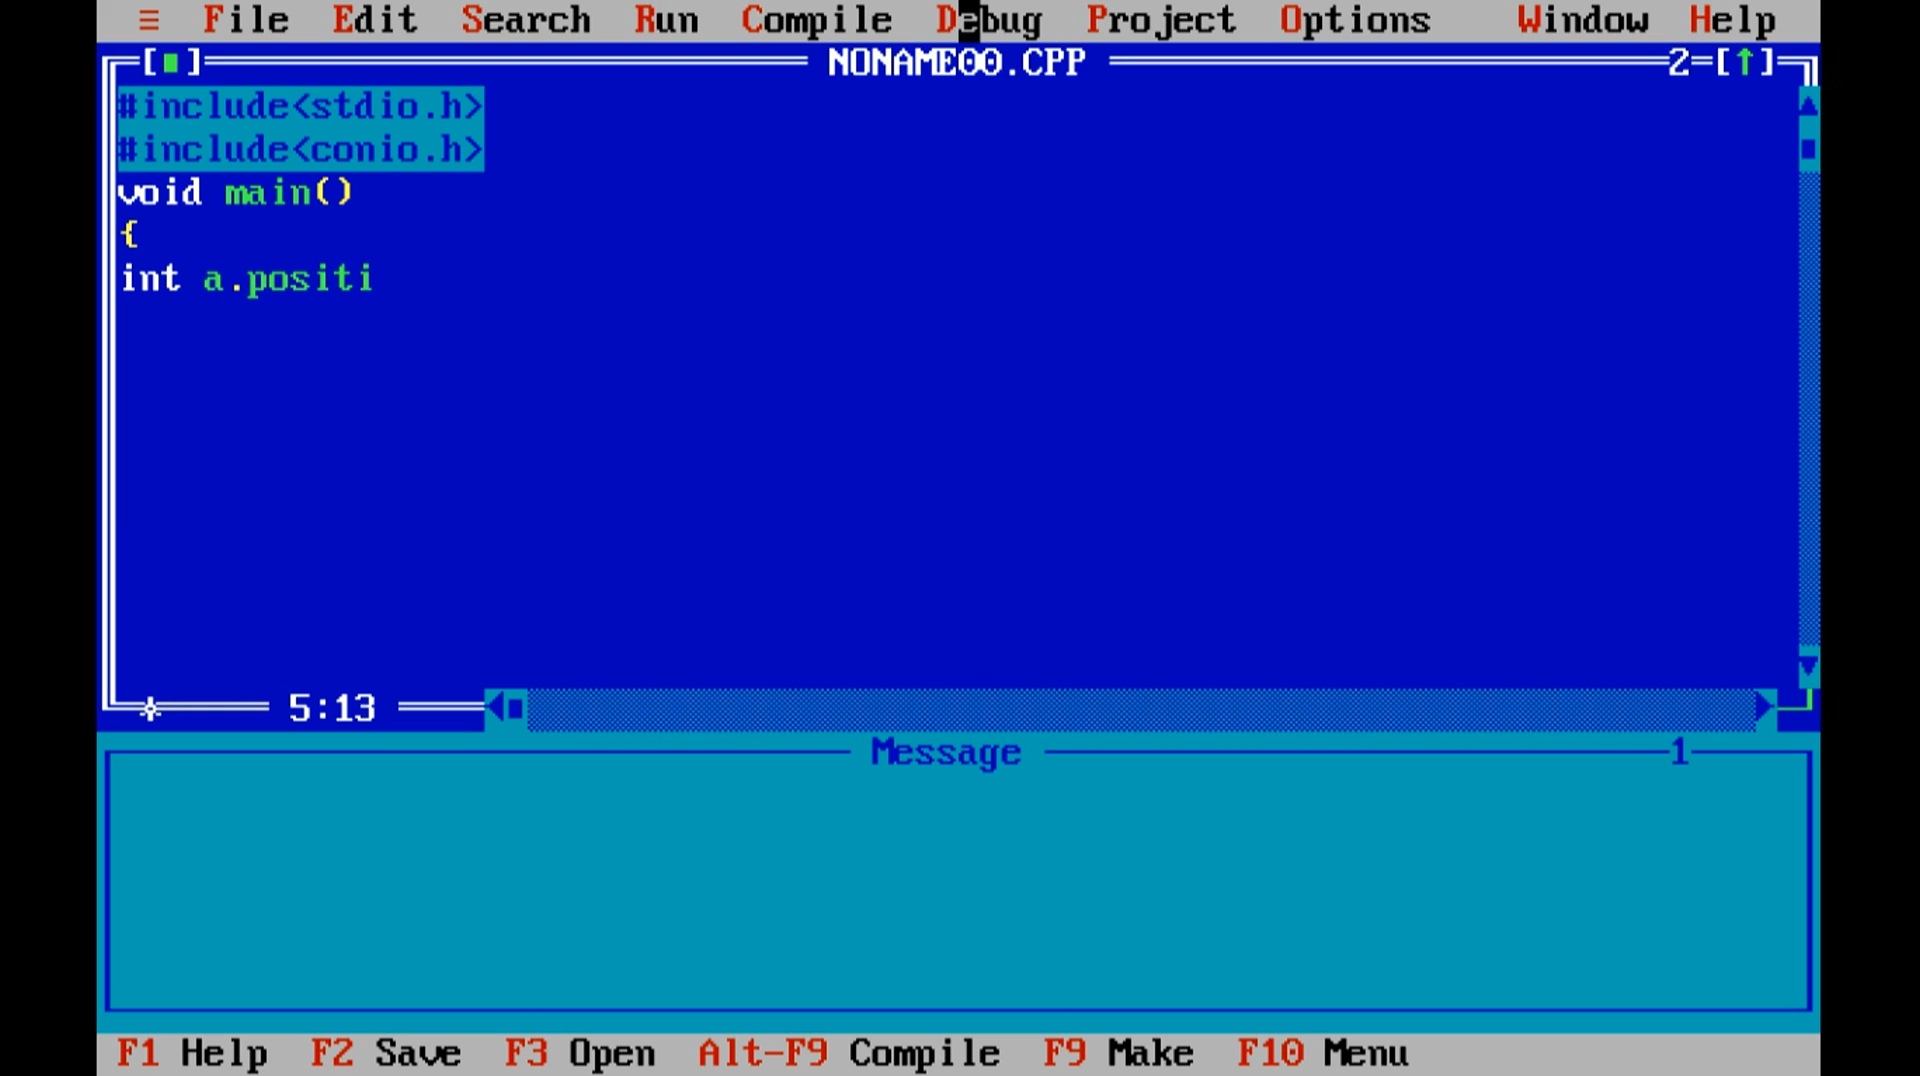 ≡ File Edit Search Run Compile Debug Project Options Window Help
[■] NONAME00.CPP 2=[↑]
#include<stdio.h>
#include<conio.h>
void main()
{
int a.positi
5:13
Message 1
F1 Help F2 Save F3 Open Alt-F9 Compile F9 Make F10 Menu